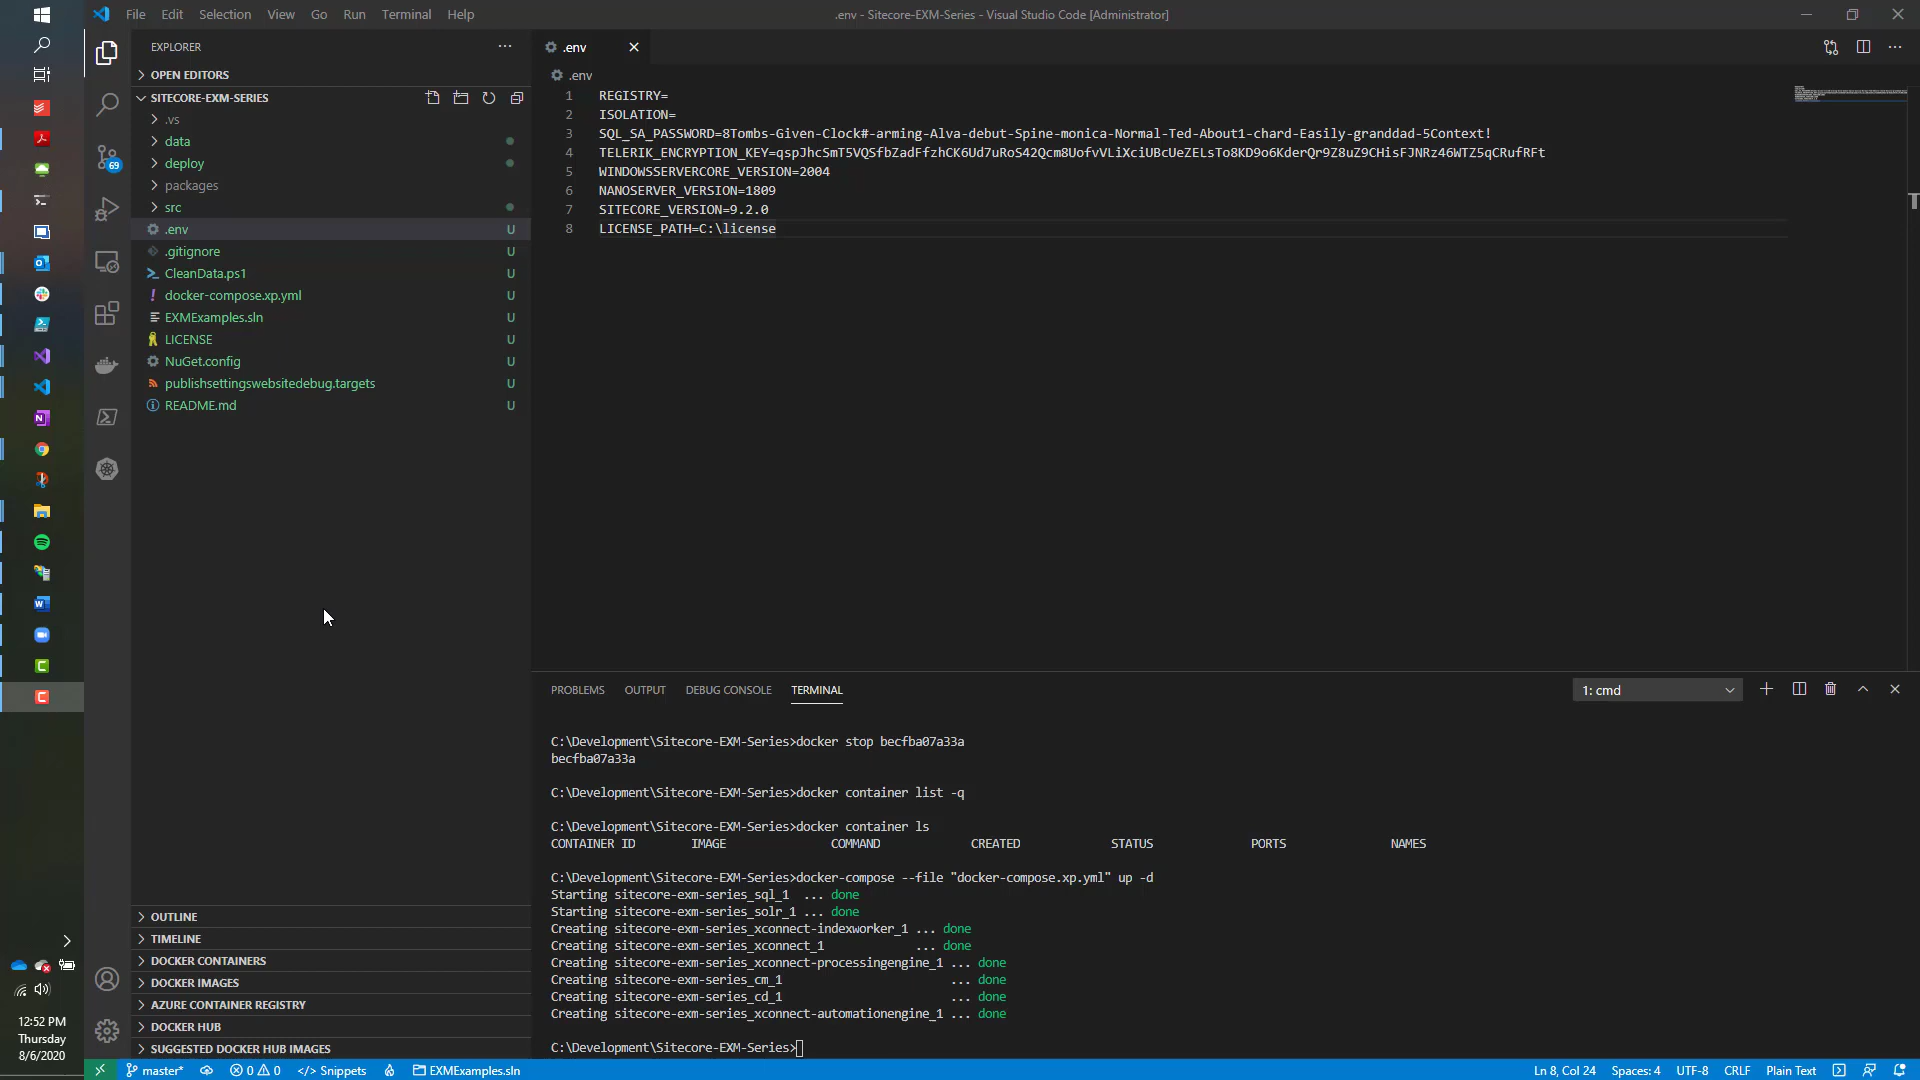 File Edit Selection View Go Run Terminal Help
.env - Sitecore-EXM-Series - Visual Studio Code [Administrator]
EXPLORER
OPEN EDITORS
SITECORE-EXM-SERIES
.vs
data
deploy
packages
src
.env U
.gitignore U
CleanData.ps1 U
docker-compose.xp.yml U
EXMExamples.sln U
LICENSE U
NuGet.config U
publishsettingswebsitedebug.targets U
README.md U
69
OUTLINE
TIMELINE
DOCKER CONTAINERS
DOCKER IMAGES
AZURE CONTAINER REGISTRY
DOCKER HUB
SUGGESTED DOCKER HUB IMAGES
.env
.env
1 REGISTRY=
2 ISOLATION=
3 SQL_SA_PASSWORD=8Tombs-Given-Clock#-arming-Alva-debut-Spine-monica-Normal-Ted-About1-chard-Easily-granddad-5Context!
4 TELERIK_ENCRYPTION_KEY=qspJhcSmT5VQSfbZadFfzhCK6Ud7uRoS42Qcm8UofvVLiXciUBcUeZELsTo8KD9o6KderQr9Z8uZ9CHisFJNRz46WTZ5qCRufRFt
5 WINDOWSSERVERCORE_VERSION=2004
6 NANOSERVER_VERSION=1809
7 SITECORE_VERSION=9.2.0
8 LICENSE_PATH=C:\license
PROBLEMS OUTPUT DEBUG CONSOLE TERMINAL
1: cmd
C:\Development\Sitecore-EXM-Series>docker stop becfba07a33a
becfba07a33a
C:\Development\Sitecore-EXM-Series>docker container list -q
C:\Development\Sitecore-EXM-Series>docker container ls
CONTAINER ID IMAGE COMMAND CREATED STATUS PORTS NAMES
C:\Development\Sitecore-EXM-Series>docker-compose --file "docker-compose.xp.yml" up -d
Starting sitecore-exm-series_sql_1 ... done
Starting sitecore-exm-series_solr_1 ... done
Creating sitecore-exm-series_xconnect-indexworker_1 ... done
Creating sitecore-exm-series_xconnect_1 ... done
Creating sitecore-exm-series_xconnect-processingengine_1 ... done
Creating sitecore-exm-series_cm_1 ... done
Creating sitecore-exm-series_cd_1 ... done
Creating sitecore-exm-series_xconnect-automationengine_1 ... done
C:\Development\Sitecore-EXM-Series>
12:52 PM
Thursday
8/6/2020
master* 0 0 Snippets EXMExamples.sln
Ln 8, Col 24 Spaces: 4 UTF-8 CRLF Plain Text